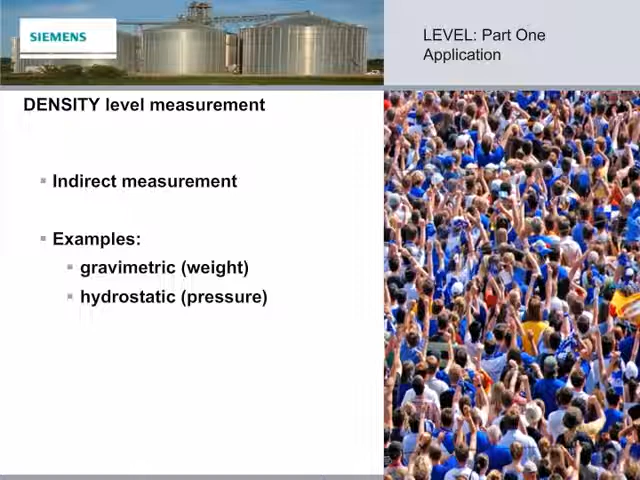 SIEMENS
LEVEL: Part One
Application
DENSITY level measurement
Indirect measurement
Examples:
gravimetric (weight)
hydrostatic (pressure)